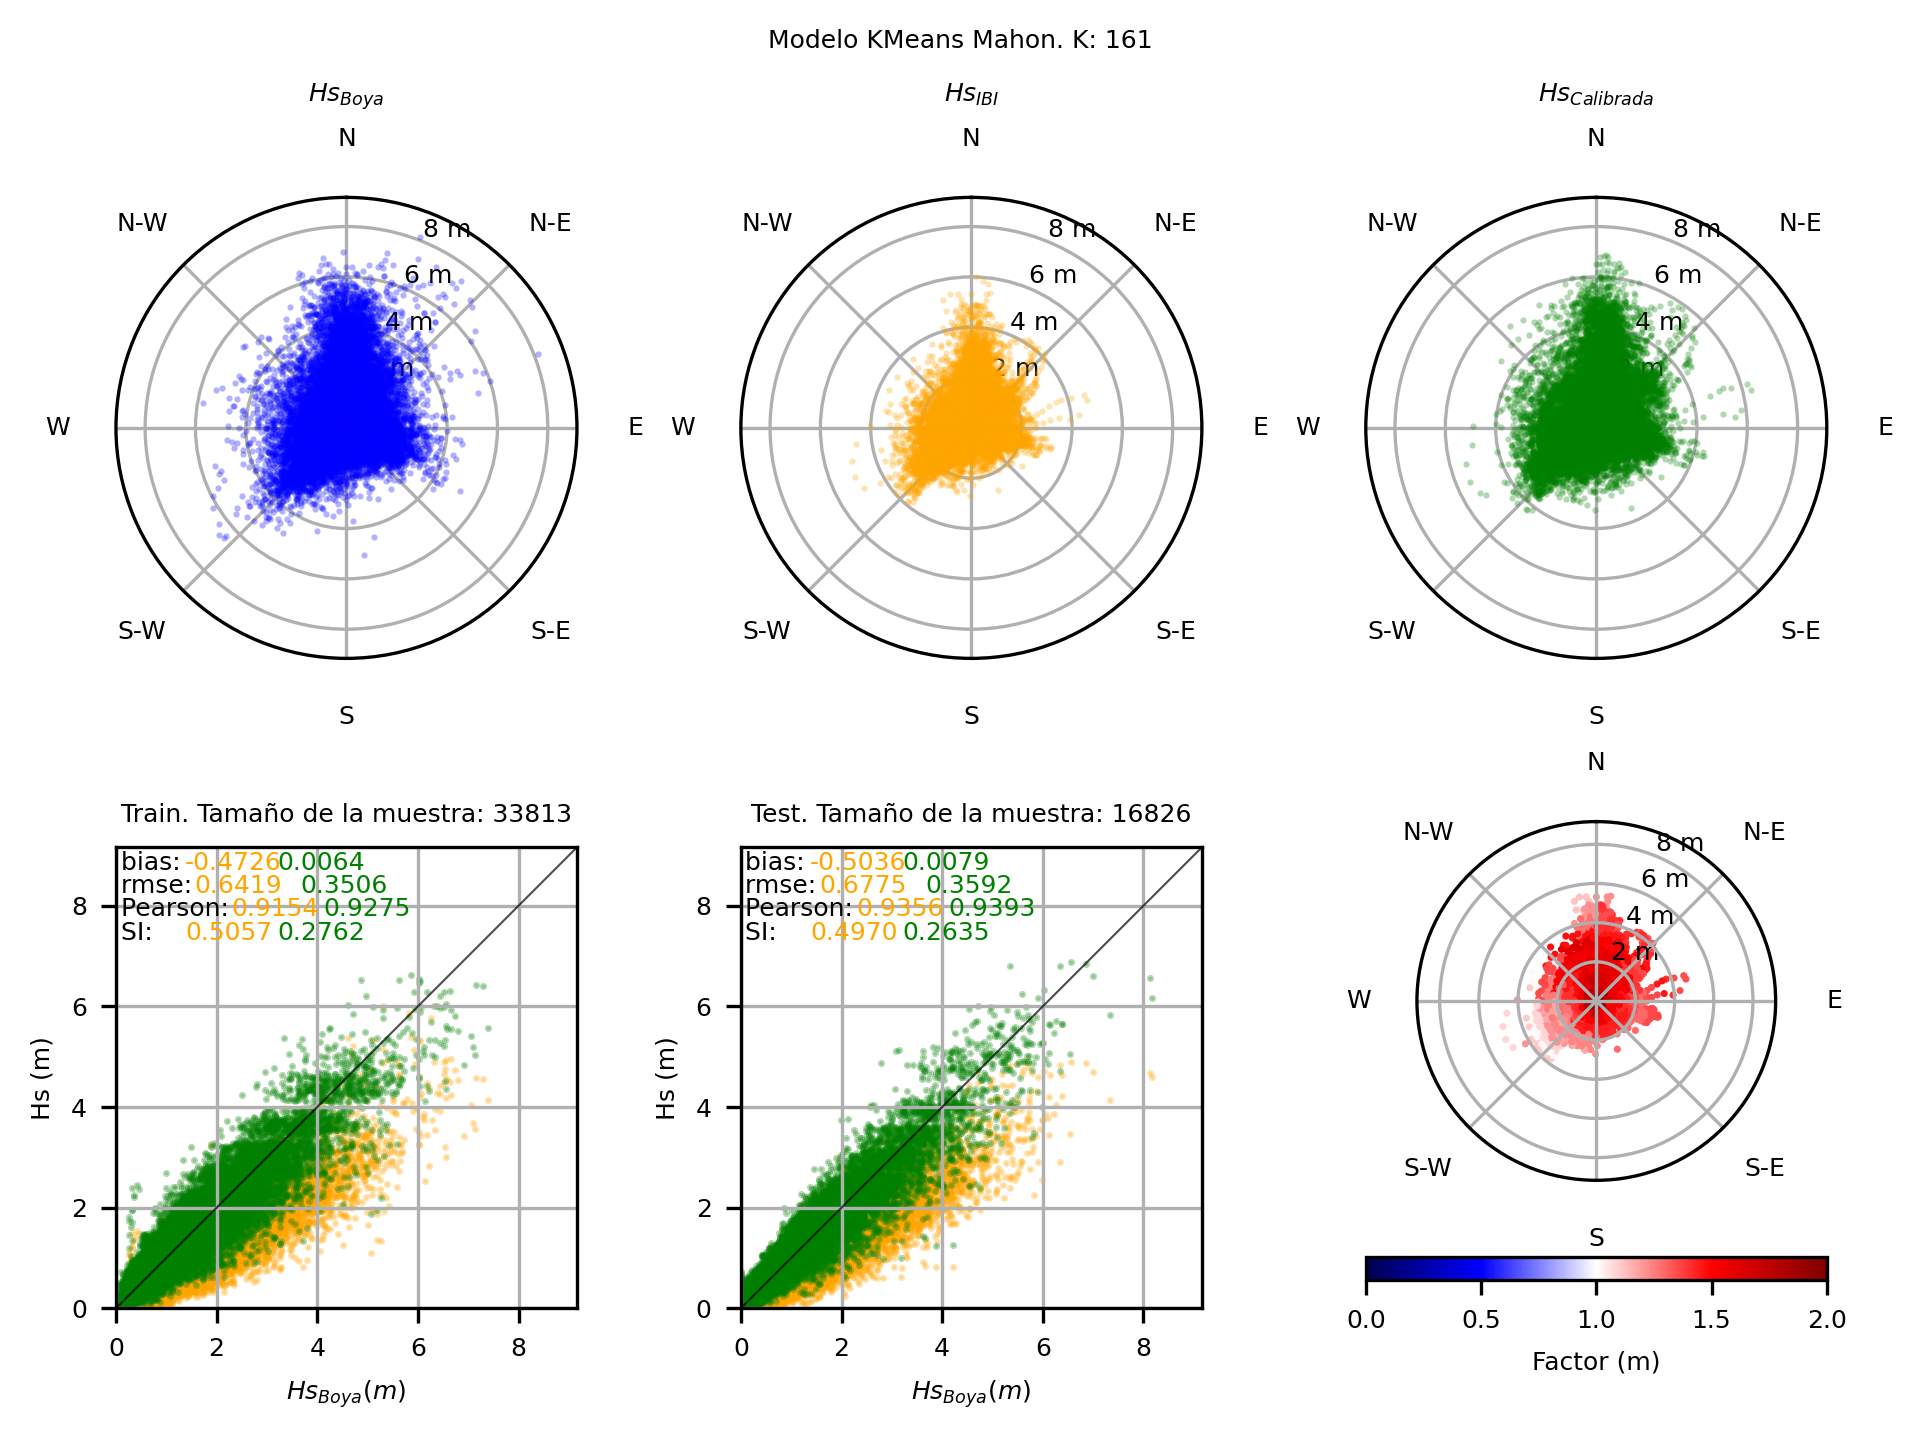 Modelo KMeans Mahon. K: 161
Hs_Boya
N
N-W
N-E
8 m
6 m
4 m
m
W
E
S-W
S-E
S
Hs_IBI
N
N-W
N-E
8 m
6 m
4 m
2 m
W
E
S-W
S-E
S
Hs_Calibrada
N
N-W
N-E
8 m
6 m
4 m
m
W
E
S-W
S-E
S
Train. Tamaño de la muestra: 33813
bias: -0.4726 0.0064
rmse: 0.6419 0.3506
Pearson: 0.9154 0.9275
SI: 0.5057 0.2762
Hs (m)
8
6
4
2
0
0 2 4 6 8
Hs_Boya(m)
Test. Tamaño de la muestra: 16826
bias: -0.5036 0.0079
rmse: 0.6775 0.3592
Pearson: 0.9356 0.9393
SI: 0.4970 0.2635
Hs (m)
8
6
4
2
0
0 2 4 6 8
Hs_Boya(m)
N
N-W
N-E
8 m
6 m
4 m
2 m
W
E
S-W
S-E
S
0.0 0.5 1.0 1.5 2.0
Factor (m)